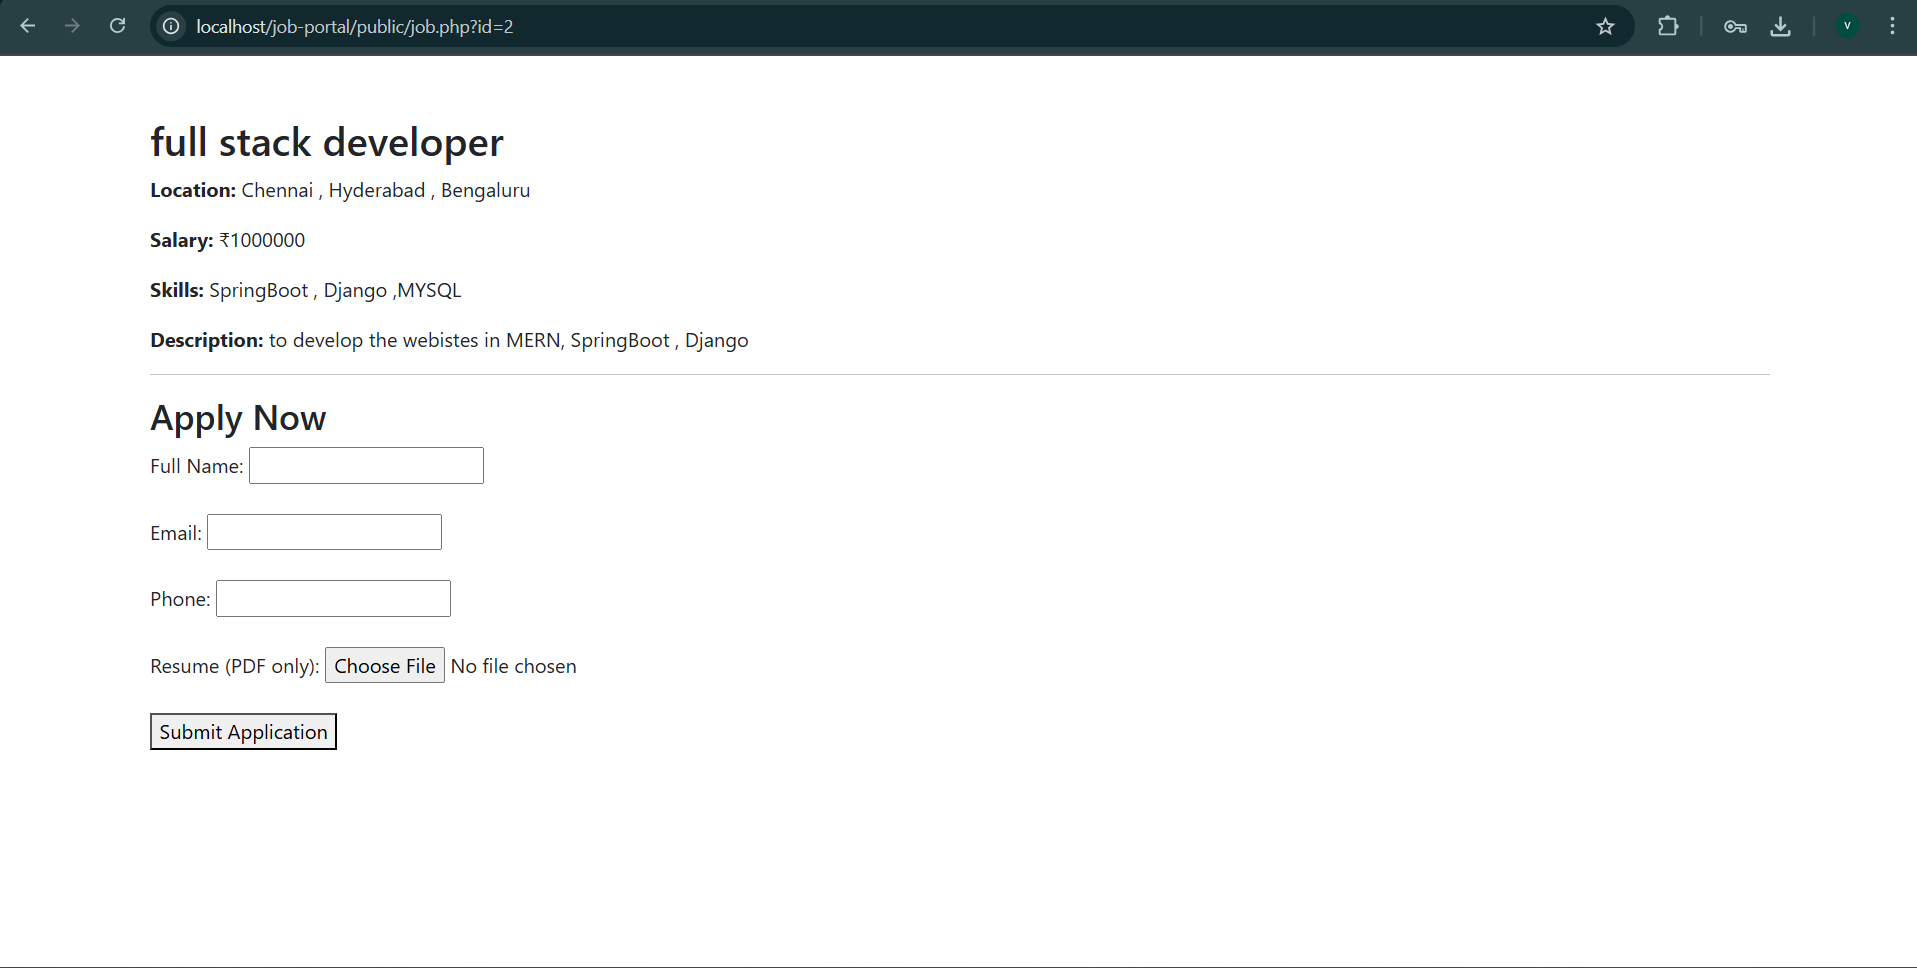 localhost/job-portal/public/job.php?id=2
V
full stack developer
Location: Chennai , Hyderabad , Bengaluru
Salary: ₹1000000
Skills: SpringBoot , Django ,MYSQL
Description: to develop the webistes in MERN, SpringBoot , Django
Apply Now
Full Name:
Email:
Phone:
Resume (PDF only): Choose File No file chosen
Submit Application